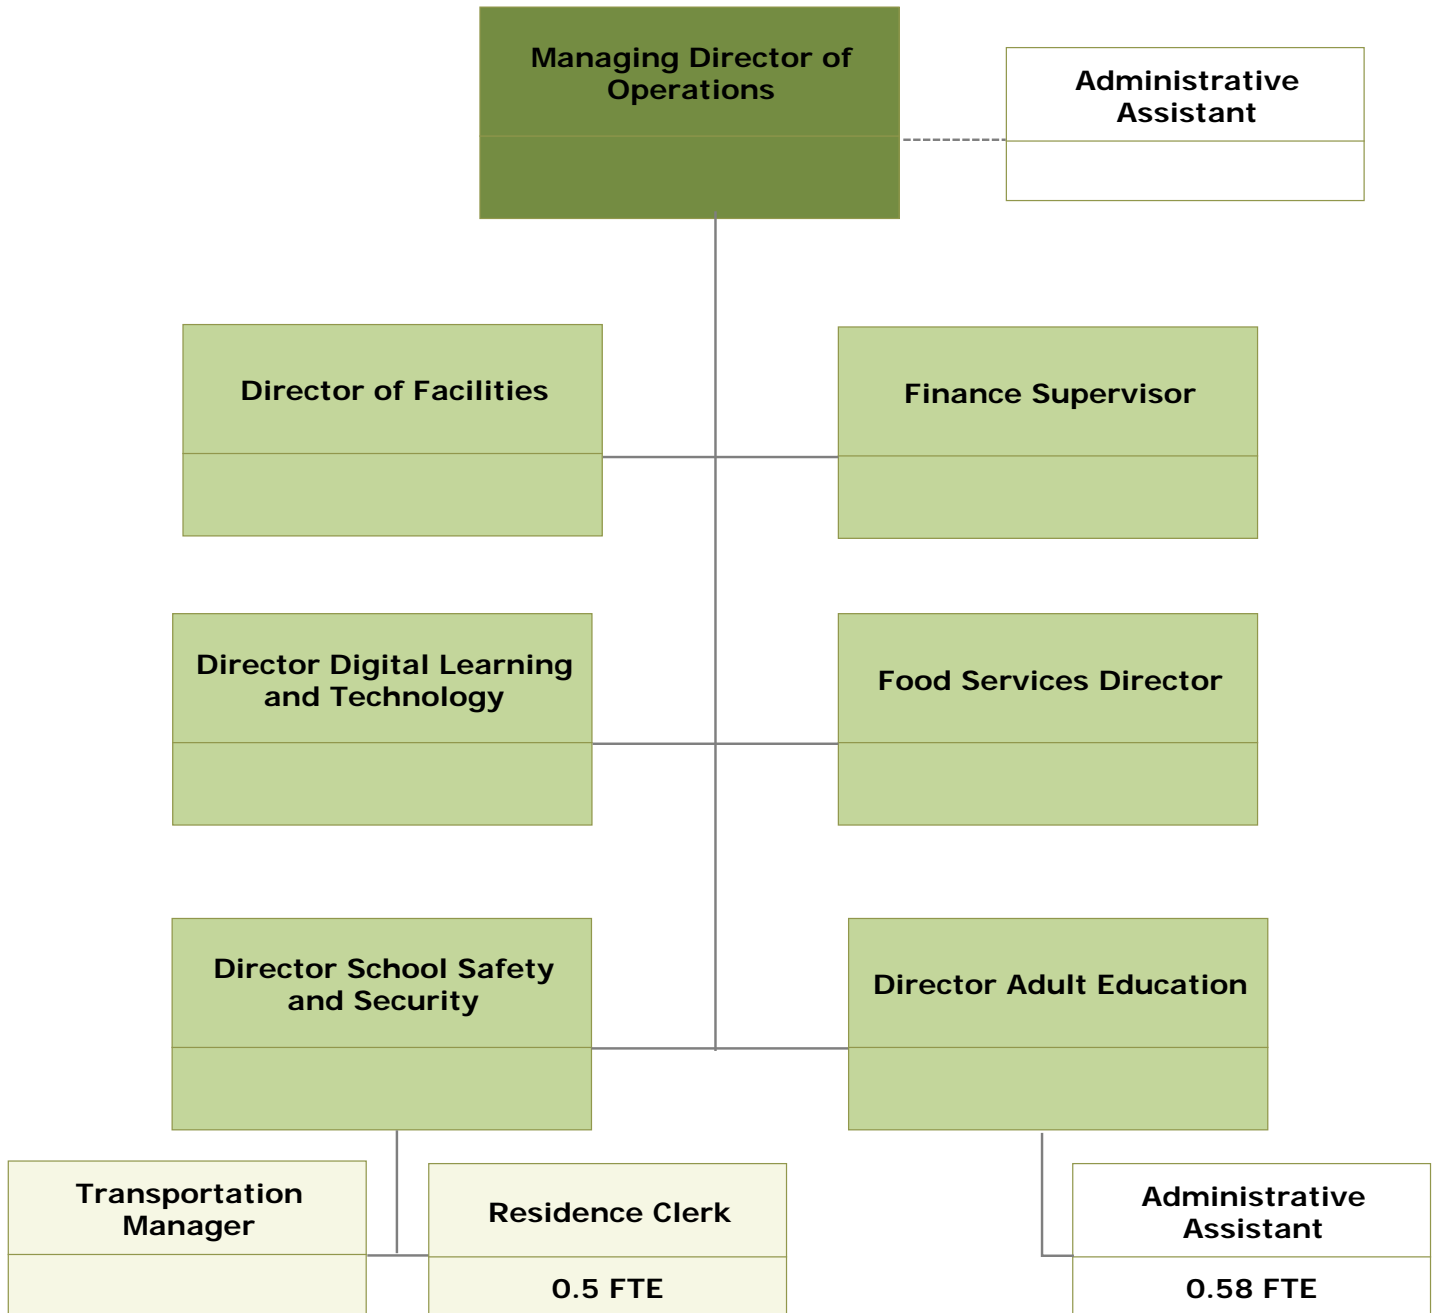 Managing Director of
Operations
Administrative
Assistant
Director of Facilities
Finance Supervisor
Director Digital Learning
and Technology
Food Services Director
Director School Safety
and Security
Director Adult Education
Transportation
Manager
Residence Clerk
0.5 FTE
Administrative
Assistant
0.58 FTE